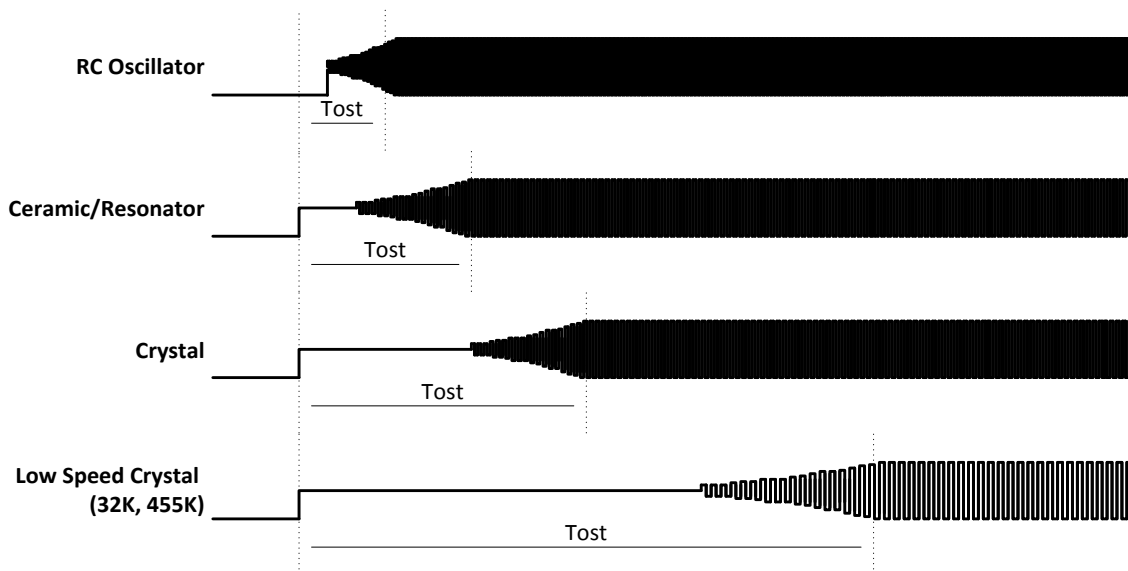 RC Oscillator
Tost
Ceramic/Resonator
Tost
Crystal
Tost
Low Speed Crystal
(32K, 455K)
Tost